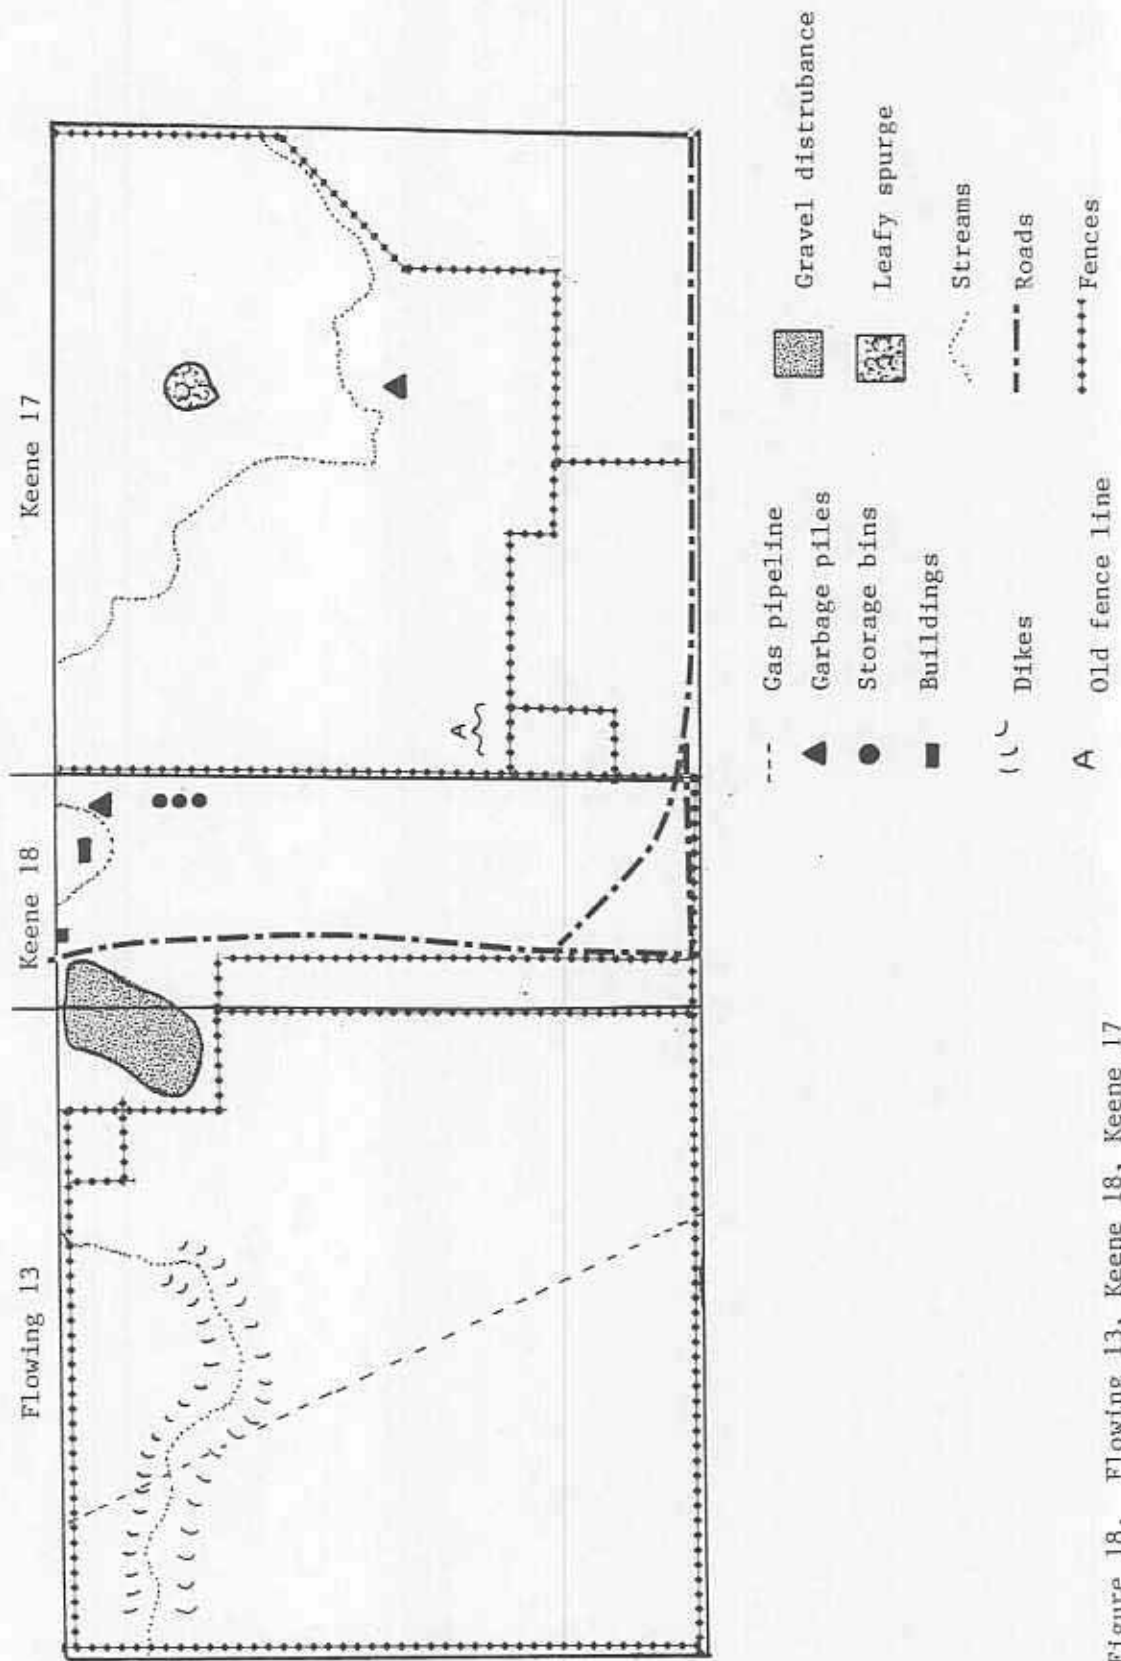 Flowing 13
Keene 18
Keene 17
A
Gas pipeline
Garbage piles
Storage bins
Buildings
Dikes
A Old fence line
Gravel distrubance
Leafy spurge
Streams
Roads
Fences
Figure 18. Flowing 13, Keene 18, Keene 17